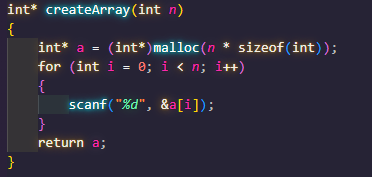 int* createArray(int n)
{
    int* a = (int*)malloc(n * sizeof(int));
    for (int i = 0; i < n; i++)
    {
        scanf("%d", &a[i]);
    }
    return a;
}